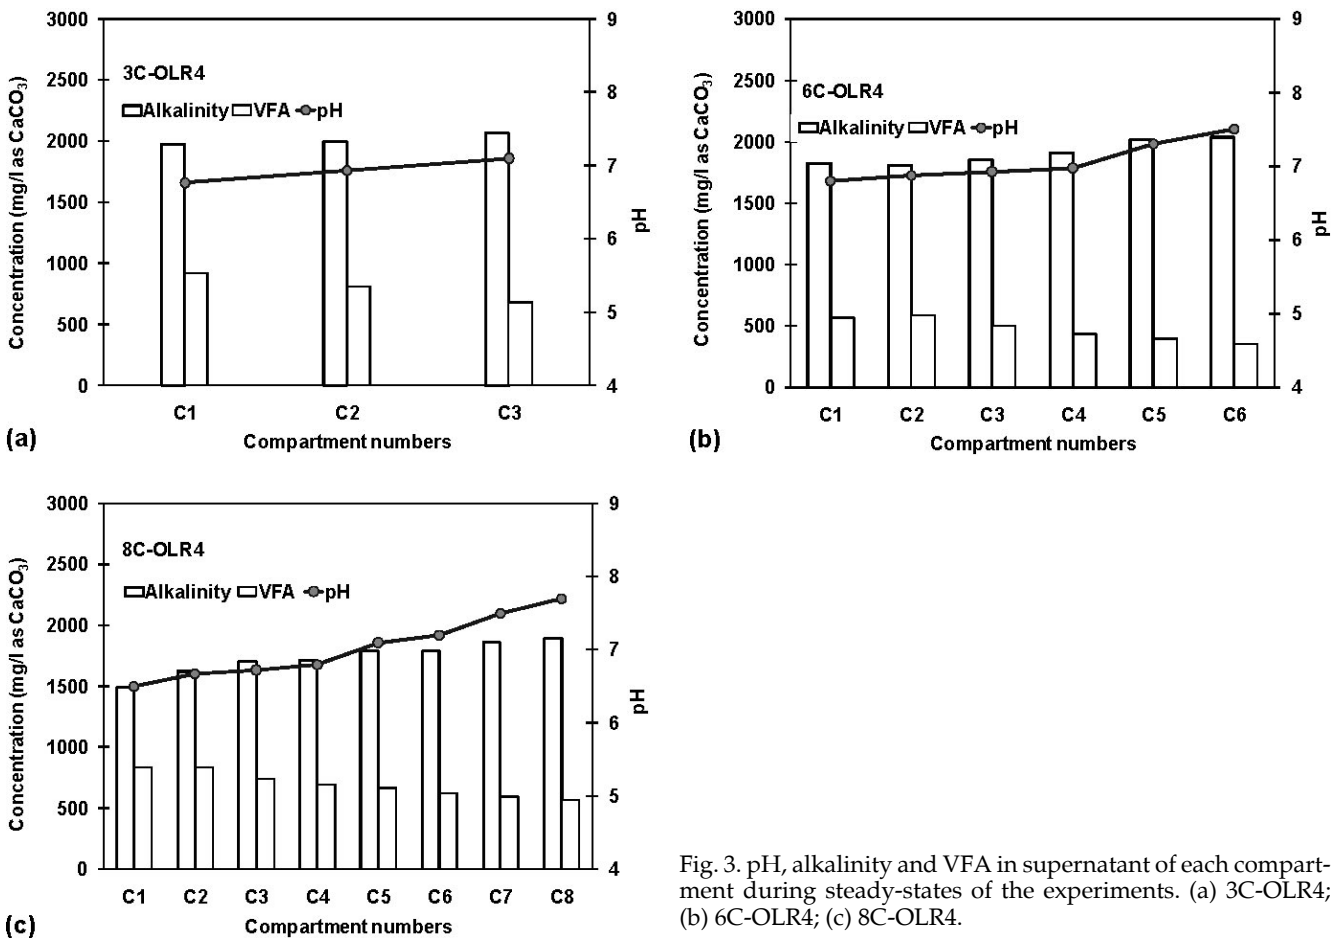 3000
2500
2000
1500
1000
500
0
Concentration (mg/l as CaCO₃)
3C-OLR4
Alkalinity VFA pH
9
8
7
6
5
4
pH
C1 C2 C3
Compartment numbers
(a)
3000
2500
2000
1500
1000
500
0
Concentration (mg/l as CaCO₃)
6C-OLR4
Alkalinity VFA pH
9
8
7
6
5
4
pH
C1 C2 C3 C4 C5 C6
Compartment numbers
(b)
3000
2500
2000
1500
1000
500
0
Concentration (mg/l as CaCO₃)
8C-OLR4
Alkalinity VFA pH
9
8
7
6
5
4
pH
C1 C2 C3 C4 C5 C6 C7 C8
Compartment numbers
(c)
Fig. 3. pH, alkalinity and VFA in supernatant of each compart-
ment during steady-states of the experiments. (a) 3C-OLR4;
(b) 6C-OLR4; (c) 8C-OLR4.